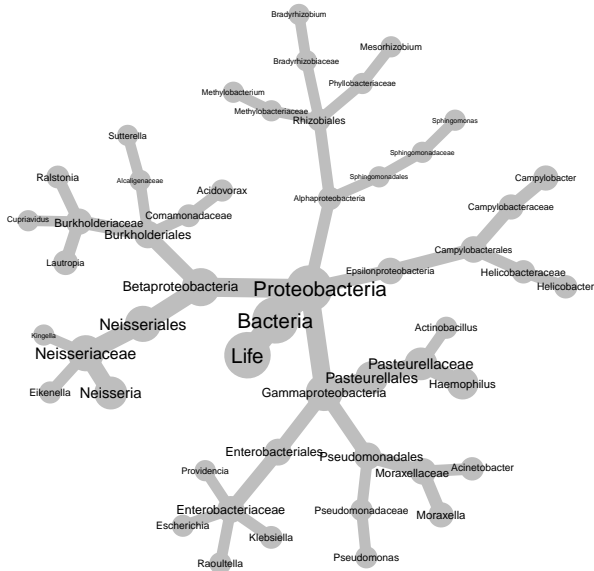 Bradyrhizobium
Mesorhizobium
Bradyrhizobiaceae
Phyllobacteriaceae
Methylobacterium
Methylobacteriaceae
Rhizobiales
Sphingomonas
Sutterella
Sphingomonadaceae
Ralstonia
Alcaligenaceae
Acidovorax
Sphingomonadales
Campylobacter
Alphaproteobacteria
Campylobacteraceae
Cupriavidus
Burkholderiaceae
Comamonadaceae
Burkholderiales
Campylobacterales
Lautropia
Epsilonproteobacteria
Helicobacteraceae
Betaproteobacteria
Proteobacteria
Helicobacter
Bacteria
Neisseriales
Actinobacillus
Kingella
Neisseriaceae
Life
Pasteurellaceae
Pasteurellales
Haemophilus
Eikenella
Neisseria
Gammaproteobacteria
Enterobacteriales
Pseudomonadales
Providencia
Moraxellaceae
Acinetobacter
Enterobacteriaceae
Pseudomonadaceae
Moraxella
Escherichia
Klebsiella
Raoultella
Pseudomonas